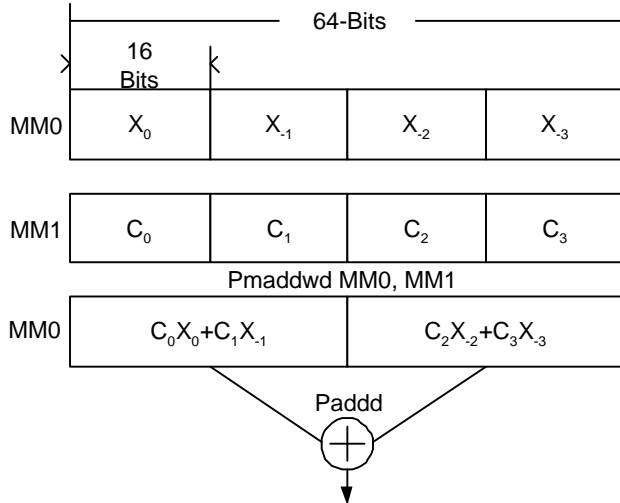 64-Bits
16
Bits
MM0 X₀ X₋₁ X₋₂ X₋₃
MM1 C₀ C₁ C₂ C₃
Pmaddwd MM0, MM1
MM0 C₀X₀+C₁X₋₁ C₂X₋₂+C₃X₋₃
Paddd